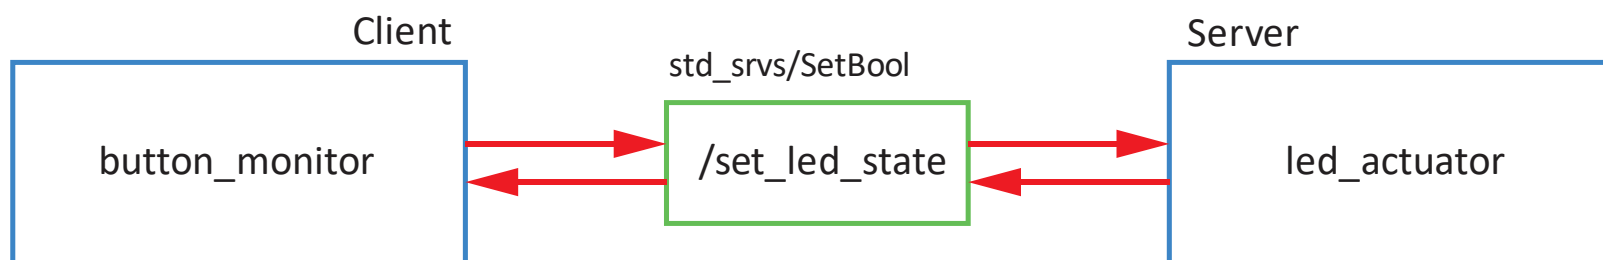 Client
Server
std_srvs/SetBool
button_monitor
/set_led_state
led_actuator